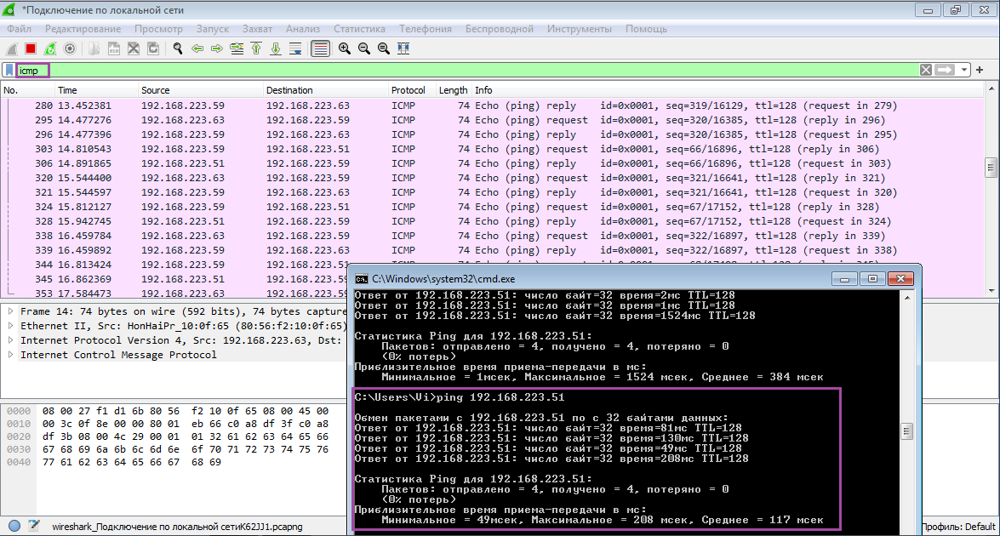 *Подключение по локальной сети
Файл Редактирование Просмотр Запуск Захват Анализ Статистика Телефония Беспроводной Инструменты Помощь
icmp
No. Time Source Destination Protocol Length Info
280 13.452381 192.168.223.59 192.168.223.63 ICMP 74 Echo (ping) reply id=0x0001, seq=319/16129, ttl=128 (request in 279)
295 14.477276 192.168.223.63 192.168.223.59 ICMP 74 Echo (ping) request id=0x0001, seq=320/16385, ttl=128 (reply in 296)
296 14.477396 192.168.223.59 192.168.223.63 ICMP 74 Echo (ping) reply id=0x0001, seq=320/16385, ttl=128 (request in 295)
303 14.810543 192.168.223.59 192.168.223.51 ICMP 74 Echo (ping) request id=0x0001, seq=66/16896, ttl=128 (reply in 306)
306 14.891865 192.168.223.51 192.168.223.59 ICMP 74 Echo (ping) reply id=0x0001, seq=66/16896, ttl=128 (request in 303)
320 15.544400 192.168.223.63 192.168.223.59 ICMP 74 Echo (ping) request id=0x0001, seq=321/16641, ttl=128 (reply in 321)
321 15.544597 192.168.223.59 192.168.223.63 ICMP 74 Echo (ping) reply id=0x0001, seq=321/16641, ttl=128 (request in 320)
324 15.812127 192.168.223.59 192.168.223.51 ICMP 74 Echo (ping) request id=0x0001, seq=67/17152, ttl=128 (reply in 328)
328 15.942745 192.168.223.51 192.168.223.59 ICMP 74 Echo (ping) reply id=0x0001, seq=67/17152, ttl=128 (request in 324)
338 16.459784 192.168.223.63 192.168.223.59 ICMP 74 Echo (ping) request id=0x0001, seq=322/16897, ttl=128 (reply in 339)
339 16.459892 192.168.223.59 192.168.223.63 ICMP 74 Echo (ping) reply id=0x0001, seq=322/16897, ttl=128 (request in 338)
344 16.813424 192.168.223.59
345 16.862369 192.168.223.51
353 17.584473 192.168.223.63
Frame 14: 74 bytes on wire (592 bits), 74 bytes capture
Ethernet II, Src: HonHaiPr_10:0f:65 (80:56:f2:10:0f:65)
Internet Protocol Version 4, Src: 192.168.223.63, Dst:
Internet Control Message Protocol
0000 08 00 27 f1 d1 6b 80 56 f2 10 0f 65 08 00 45 00
0010 00 3c 0f 8e 00 00 80 01 eb 66 c0 a8 df 3f c0 a8
0020 df 3b 08 00 4c 29 00 01 01 32 61 62 63 64 65 66
0030 67 68 69 6a 6b 6c 6d 6e 6f 70 71 72 73 74 75 76
0040 77 61 62 63 64 65 66 67 68 69
C:\Windows\system32\cmd.exe
Ответ от 192.168.223.51: число байт=32 время=2мс TTL=128
Ответ от 192.168.223.51: число байт=32 время=1мс TTL=128
Ответ от 192.168.223.51: число байт=32 время=1524мс TTL=128
Статистика Ping для 192.168.223.51:
Пакетов: отправлено = 4, получено = 4, потеряно = 0
(0% потерь)
Приблизительное время приема-передачи в мс:
Минимальное = 1мсек, Максимальное = 1524 мсек, Среднее = 384 мсек
C:\Users\Vi>ping 192.168.223.51
Обмен пакетами с 192.168.223.51 по с 32 байтами данных:
Ответ от 192.168.223.51: число байт=32 время=81мс TTL=128
Ответ от 192.168.223.51: число байт=32 время=130мс TTL=128
Ответ от 192.168.223.51: число байт=32 время=49мс TTL=128
Ответ от 192.168.223.51: число байт=32 время=208мс TTL=128
Статистика Ping для 192.168.223.51:
Пакетов: отправлено = 4, получено = 4, потеряно = 0
(0% потерь)
Приблизительное время приема-передачи в мс:
Минимальное = 49мсек, Максимальное = 208 мсек, Среднее = 117 мсек
wireshark_Подключение по локальной сетиK62JJ1.pcapng
Профиль: Default